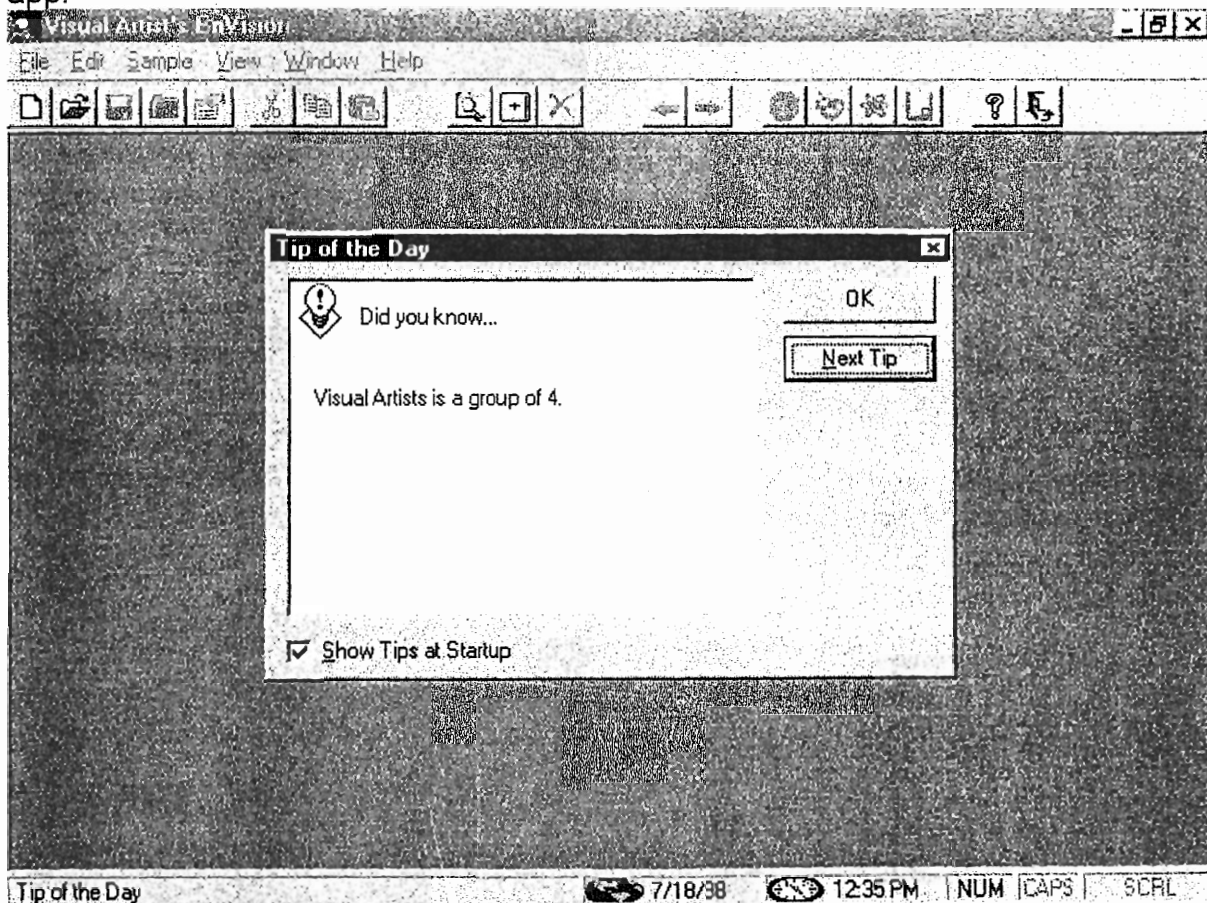 app.
Visual Artist's EnVision
File Edit Sample View Window Help
Tip of the Day
Did you know...
OK
Next Tip
Visual Artists is a group of 4.
Show Tips at Startup
Tip of the Day 7/18/98 12:35 PM NUM CAPS SCRL